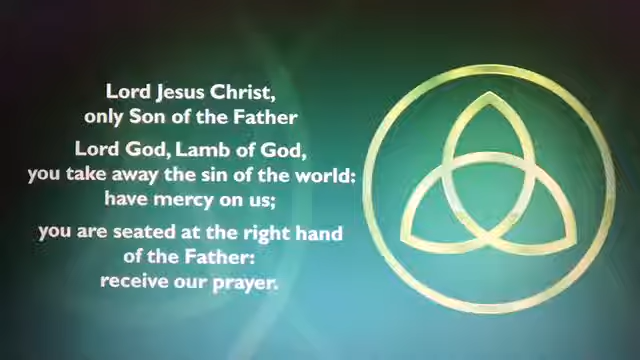 Lord Jesus Christ,
only Son of the Father
Lord God, Lamb of God,
you take away the sin of the world:
have mercy on us;
you are seated at the right hand
of the Father:
receive our prayer.